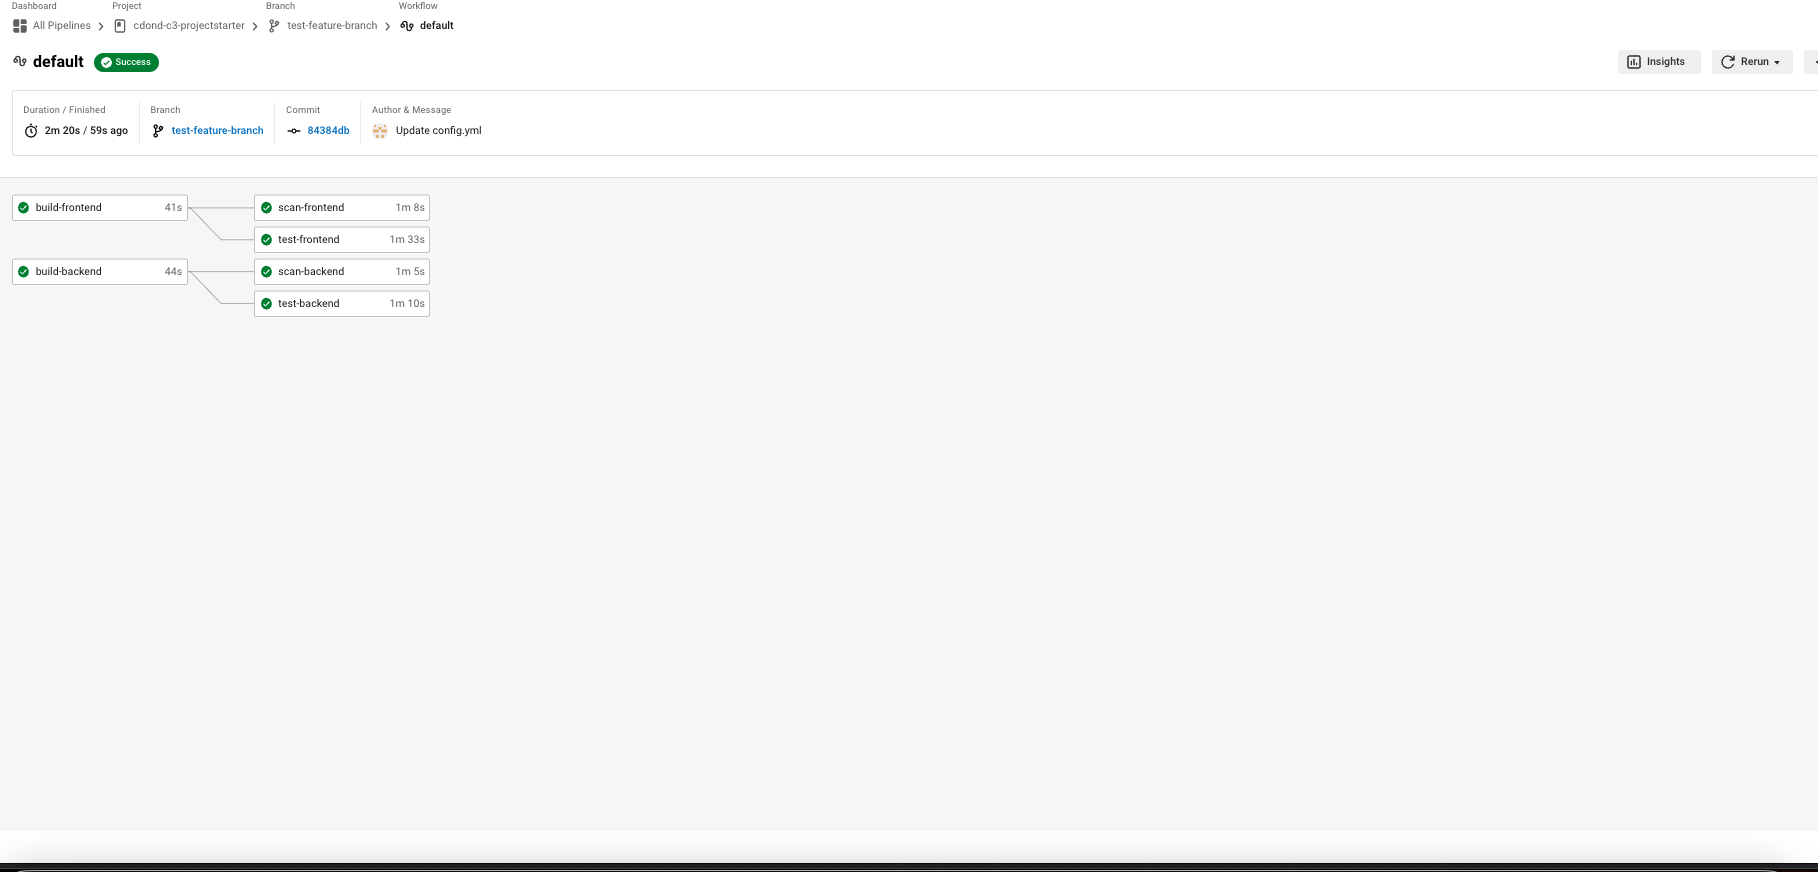 Dashboard Project Branch Workflow
All Pipelines cdond-c3-projectstarter test-feature-branch default
default Success Insights Rerun
Duration / Finished Branch Commit Author & Message
2m 20s / 59s ago test-feature-branch 84384db Update config.yml
build-frontend 41s scan-frontend 1m 8s
test-frontend 1m 33s
build-backend 44s scan-backend 1m 5s
test-backend 1m 10s